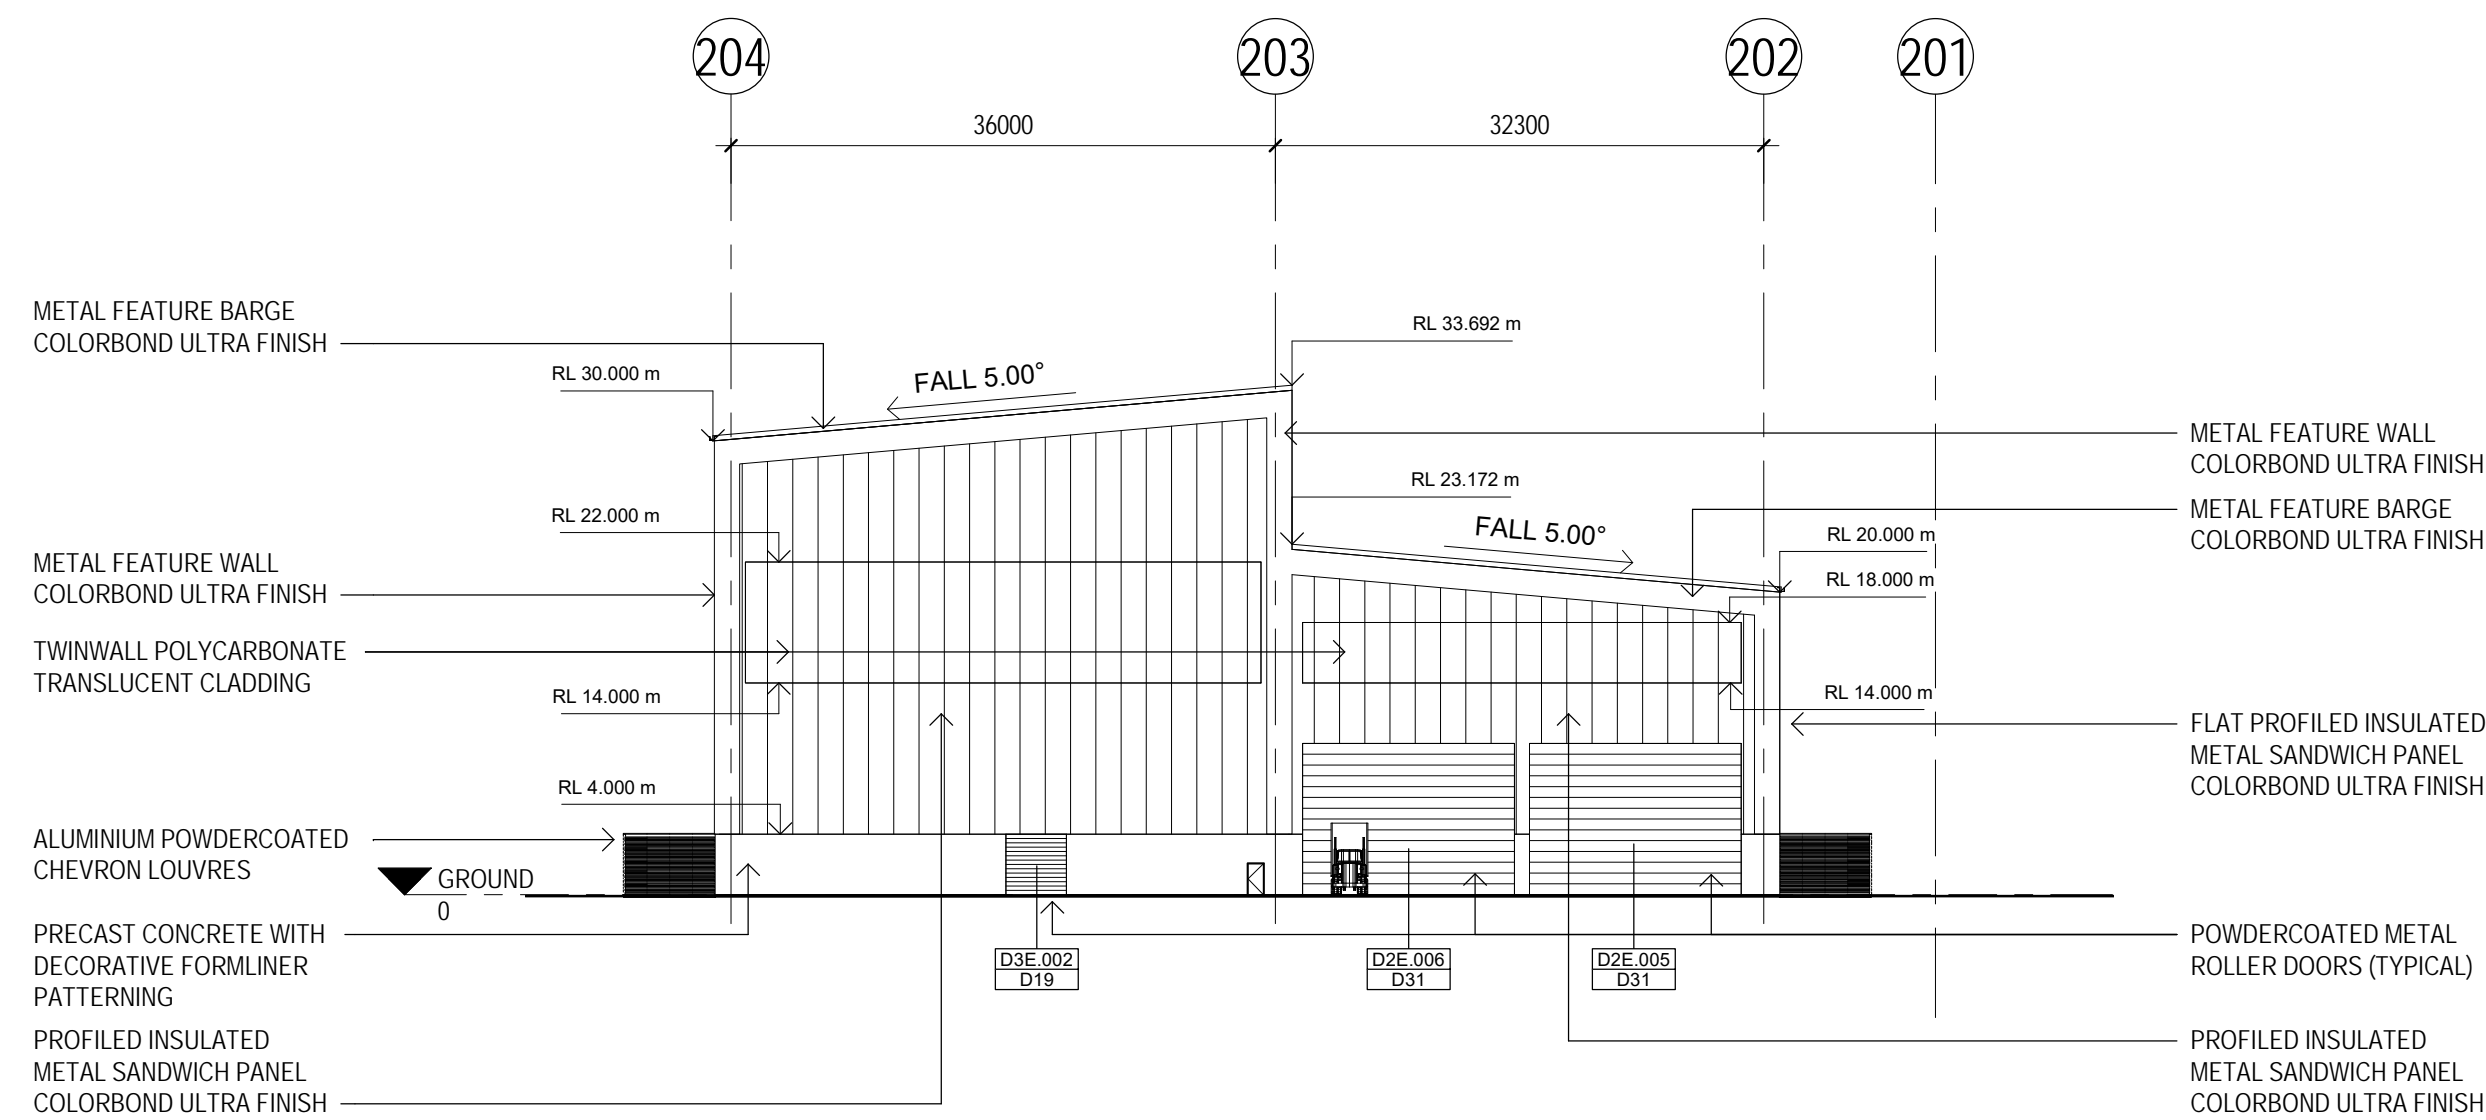 204
203
202
201
36000
32300
METAL FEATURE BARGE
COLORBOND ULTRA FINISH
RL 30.000 m
FALL 5.00°
RL 33.692 m
METAL FEATURE WALL
COLORBOND ULTRA FINISH
RL 23.172 m
METAL FEATURE BARGE
COLORBOND ULTRA FINISH
RL 22.000 m
FALL 5.00°
RL 20.000 m
RL 18.000 m
METAL FEATURE WALL
COLORBOND ULTRA FINISH
TWINWALL POLYCARBONATE
TRANSLUCENT CLADDING
RL 14.000 m
RL 14.000 m
FLAT PROFILED INSULATED
METAL SANDWICH PANEL
COLORBOND ULTRA FINISH
RL 4.000 m
ALUMINIUM POWDERCOATED
CHEVRON LOUVRES
GROUND
0
PRECAST CONCRETE WITH
DECORATIVE FORMLINER
PATTERNING
D3E.002
D19
D2E.006
D31
D2E.005
D31
POWDERCOATED METAL
ROLLER DOORS (TYPICAL)
PROFILED INSULATED
METAL SANDWICH PANEL
COLORBOND ULTRA FINISH
PROFILED INSULATED
METAL SANDWICH PANEL
COLORBOND ULTRA FINISH